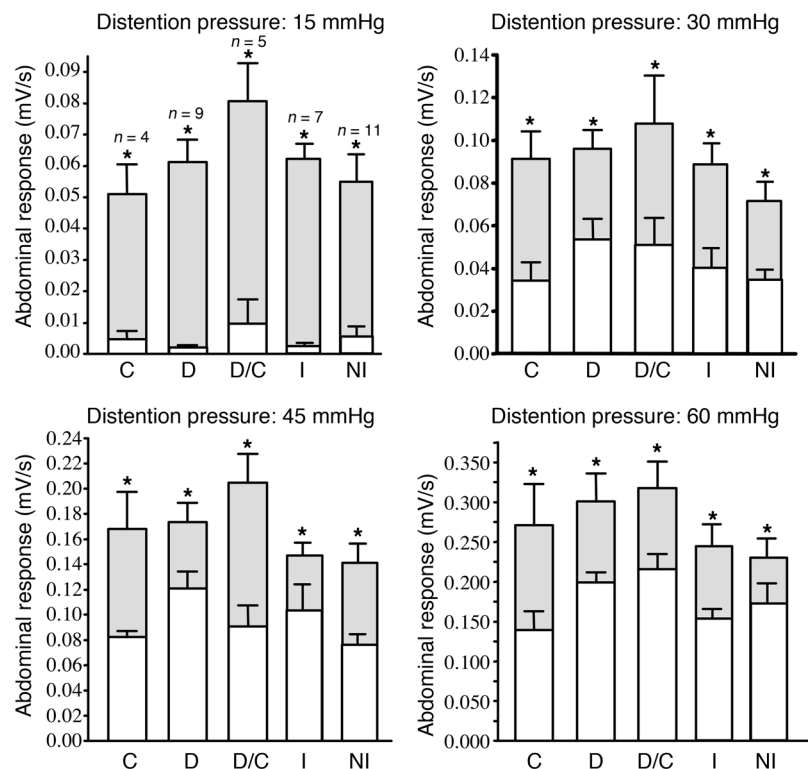 Distention pressure: 15 mmHg
Abdominal response (mV/s)
0.09
0.08
0.07
0.06
0.05
0.04
0.03
0.02
0.01
0.00
n = 4
*
n = 9
*
n = 5
*
n = 7
*
n = 11
*
C D D/C I NI
Distention pressure: 30 mmHg
Abdominal response (mV/s)
0.14
0.12
0.10
0.08
0.06
0.04
0.02
0.00
* * * * *
C D D/C I NI
Distention pressure: 45 mmHg
Abdominal response (mV/s)
0.24
0.22
0.20
0.18
0.16
0.14
0.12
0.10
0.08
0.06
0.04
0.02
0.00
* * * * *
C D D/C I NI
Distention pressure: 60 mmHg
Abdominal response (mV/s)
0.350
0.300
0.250
0.200
0.150
0.100
0.050
0.000
* * * * *
C D D/C I NI